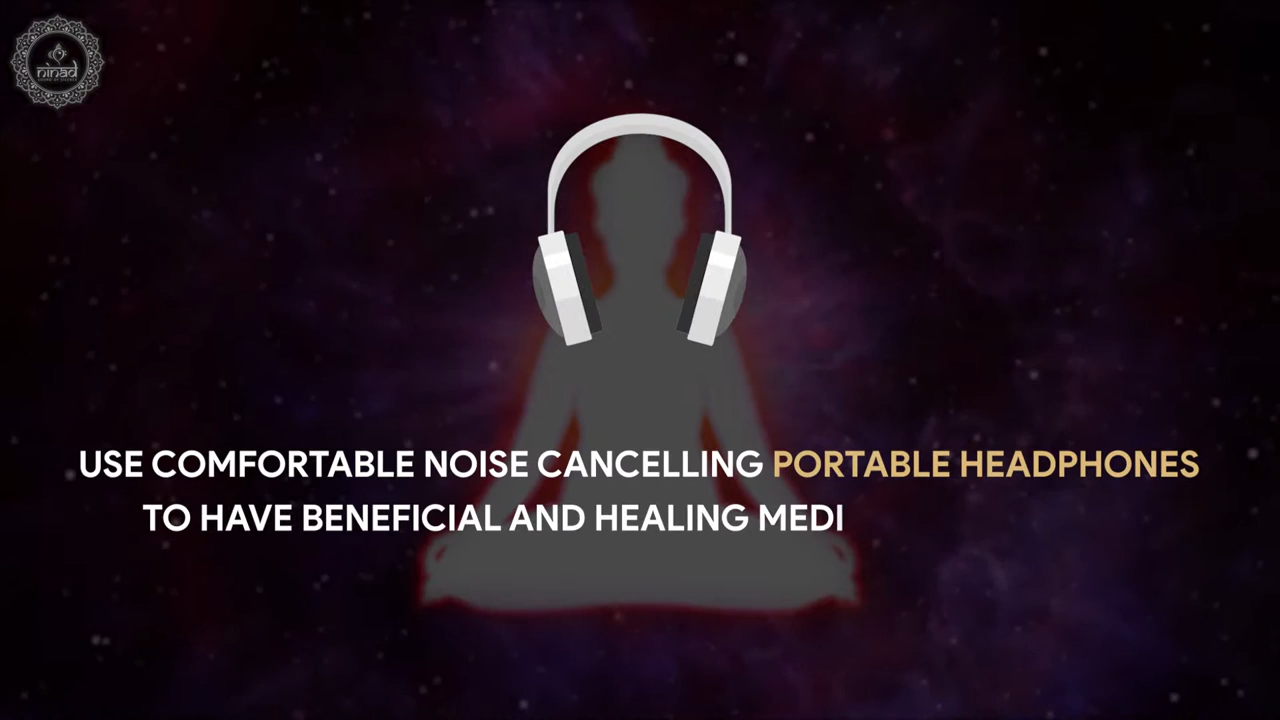 ninad
USE COMFORTABLE NOISE CANCELLING PORTABLE HEADPHONES
TO HAVE BENEFICIAL AND HEALING MEDI